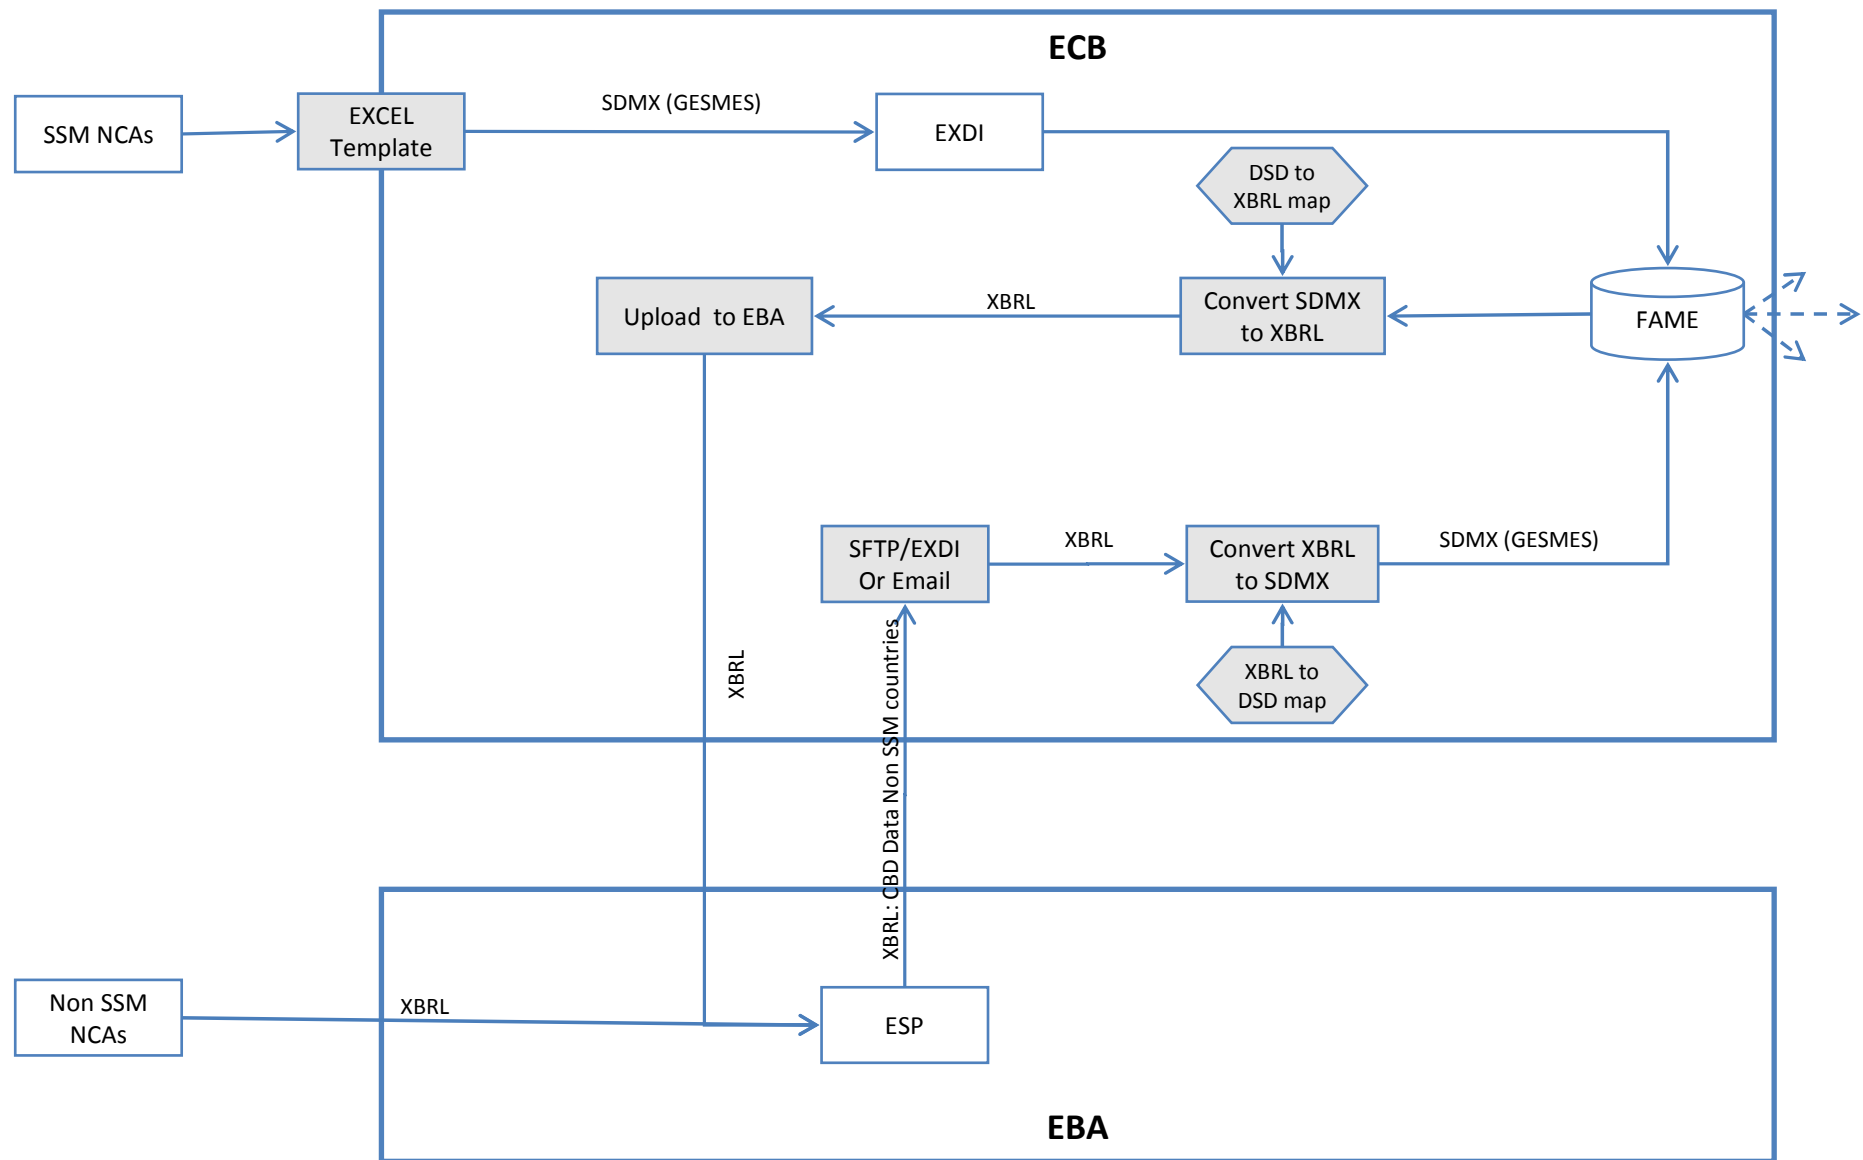 ECB
SSM NCAs
EXCEL
Template
SDMX (GESMES)
EXDI
DSD to
XBRL map
Upload to EBA
XBRL
Convert SDMX
to XBRL
FAME
SFTP/EXDI
Or Email
XBRL
Convert XBRL
to SDMX
SDMX (GESMES)
XBRL to
DSD map
XBRL
XBRL: CBD Data Non SSM countries
Non SSM
NCAs
XBRL
ESP
EBA